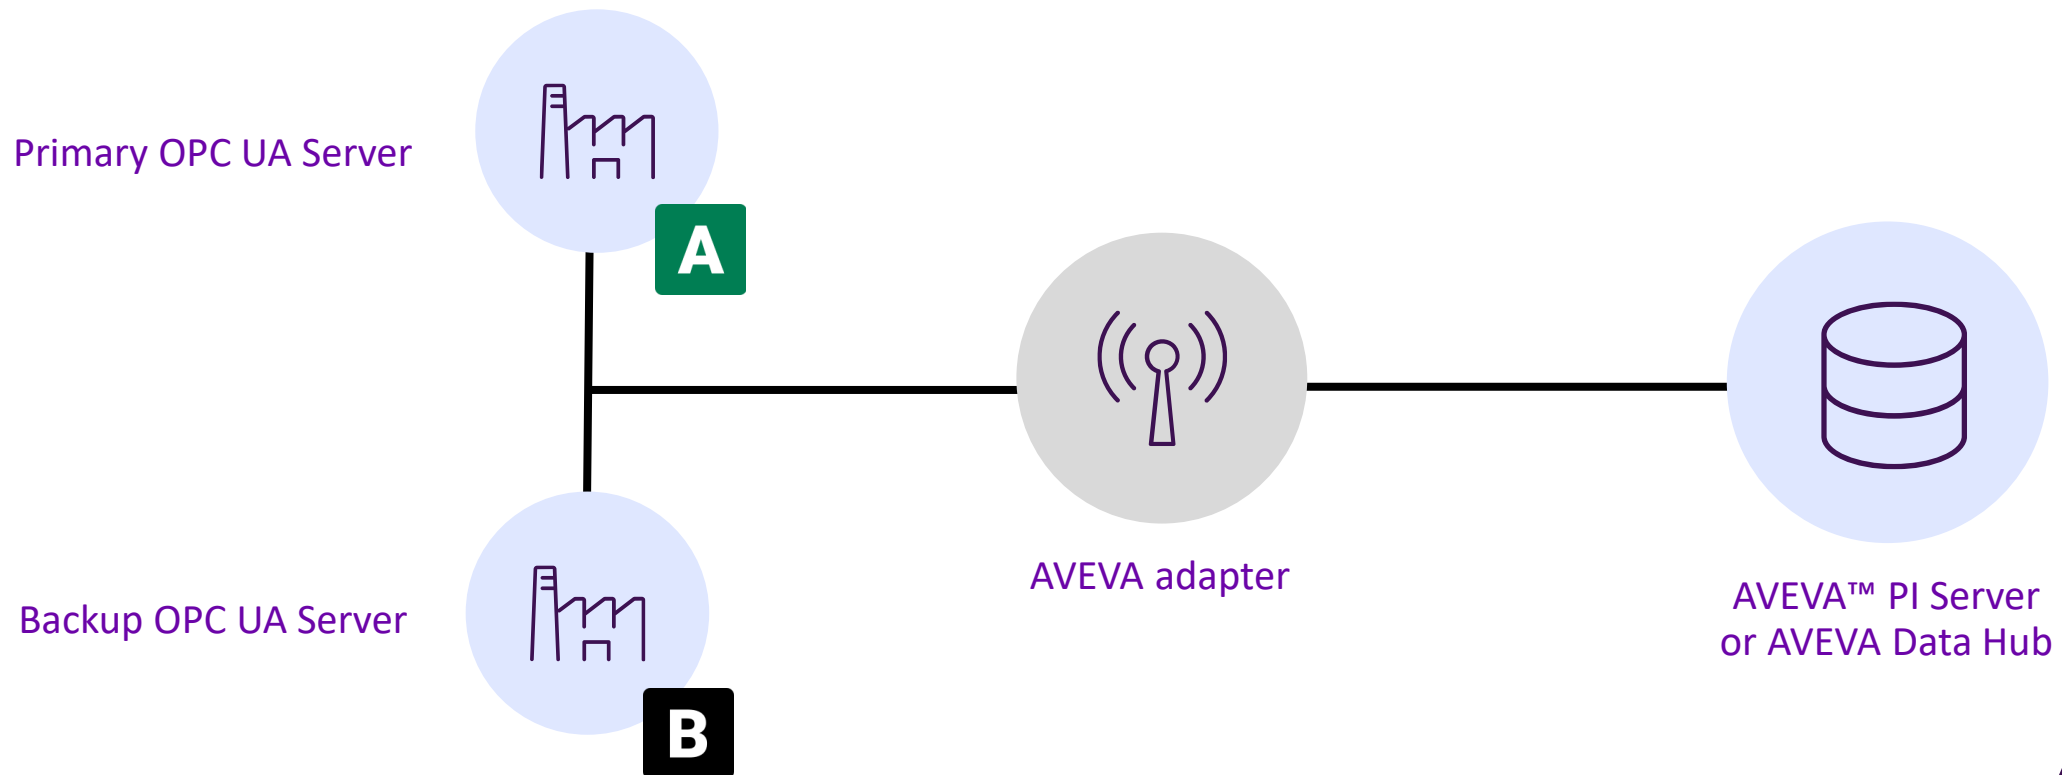 Primary OPC UA Server
A
AVEVA adapter
Backup OPC UA Server
B
AVEVA™ PI Server
or AVEVA Data Hub